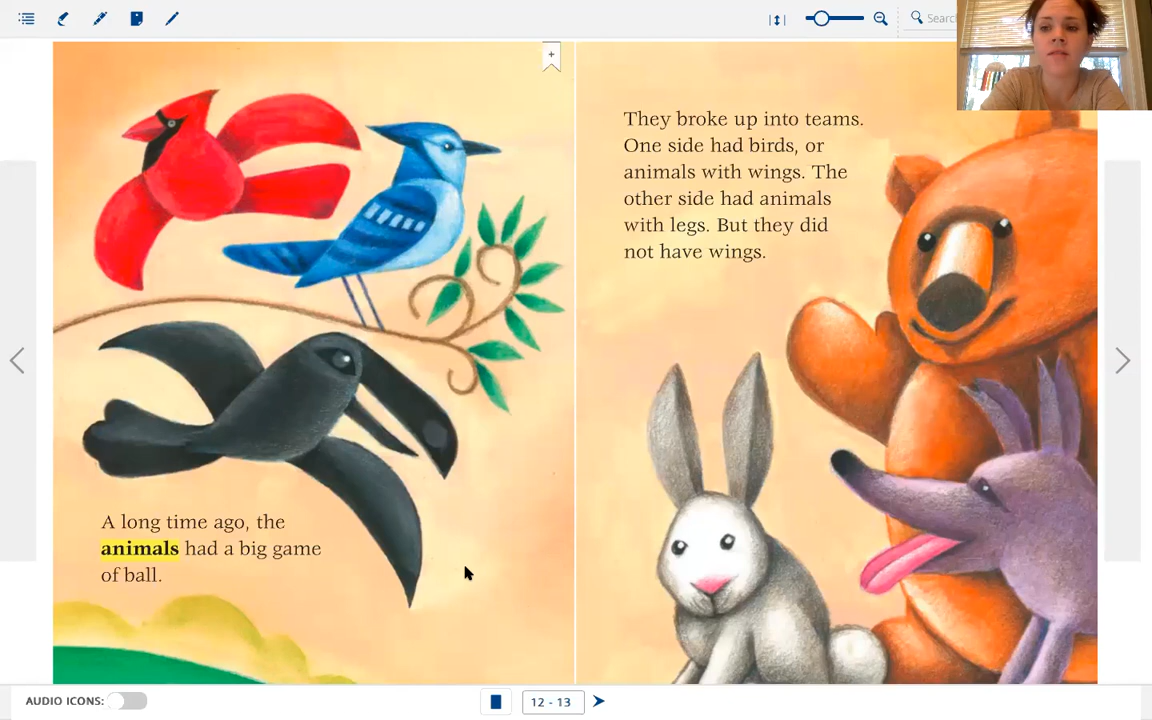 Search
+
They broke up into teams.
One side had birds, or
animals with wings. The
other side had animals
with legs. But they did
not have wings.
A long time ago, the
animals had a big game
of ball.
AUDIO ICONS:
12 - 13